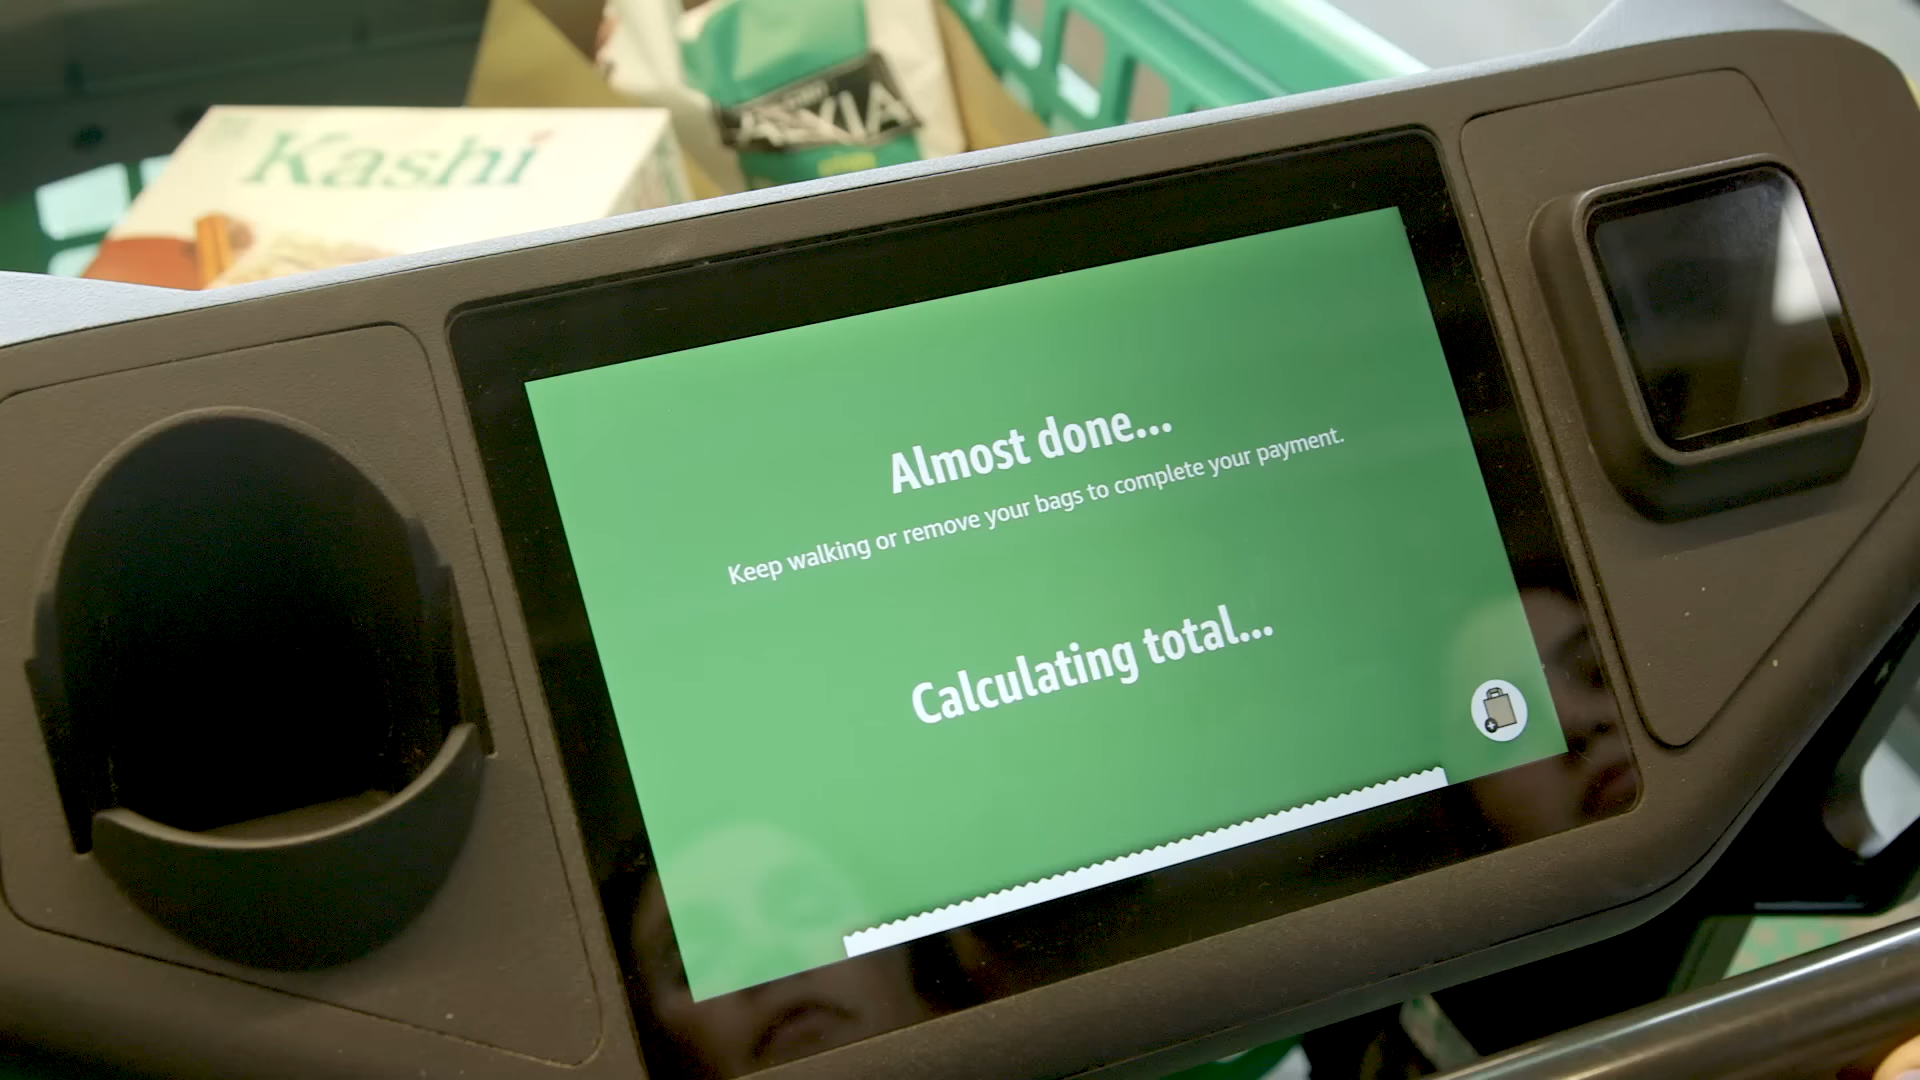 Kashi
Almost done...
Keep walking or remove your bags to complete your payment.
Calculating total...